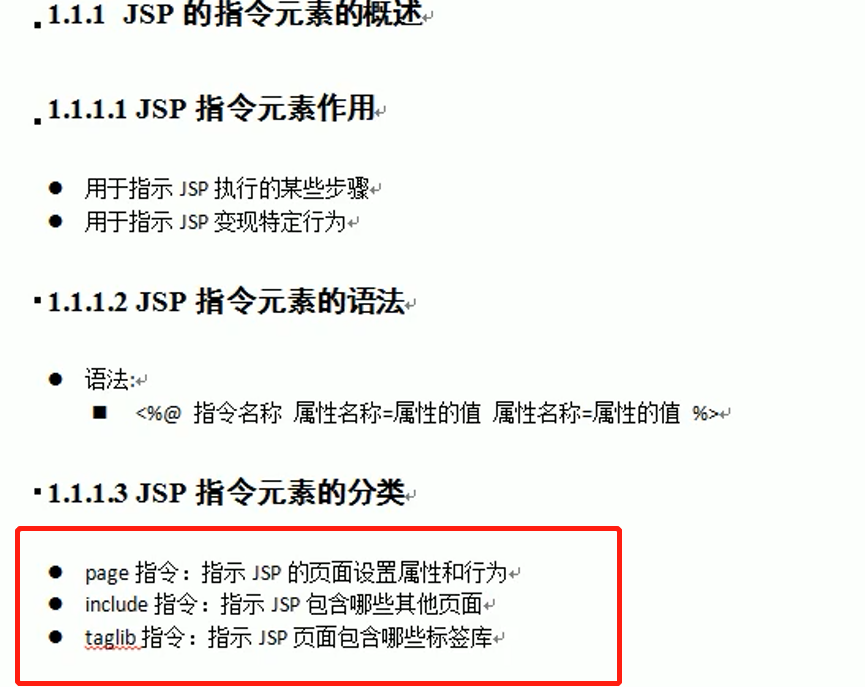 1.1.1 JSP 的指令元素的概述
1.1.1.1 JSP 指令元素作用
用于指示 JSP 执行的某些步骤
用于指示 JSP 变现特定行为
1.1.1.2 JSP 指令元素的语法
语法:
<%@ 指令名称 属性名称=属性的值 属性名称=属性的值 %>
1.1.1.3 JSP 指令元素的分类
page 指令：指示 JSP 的页面设置属性和行为
include 指令：指示 JSP 包含哪些其他页面
taglib 指令：指示 JSP 页面包含哪些标签库